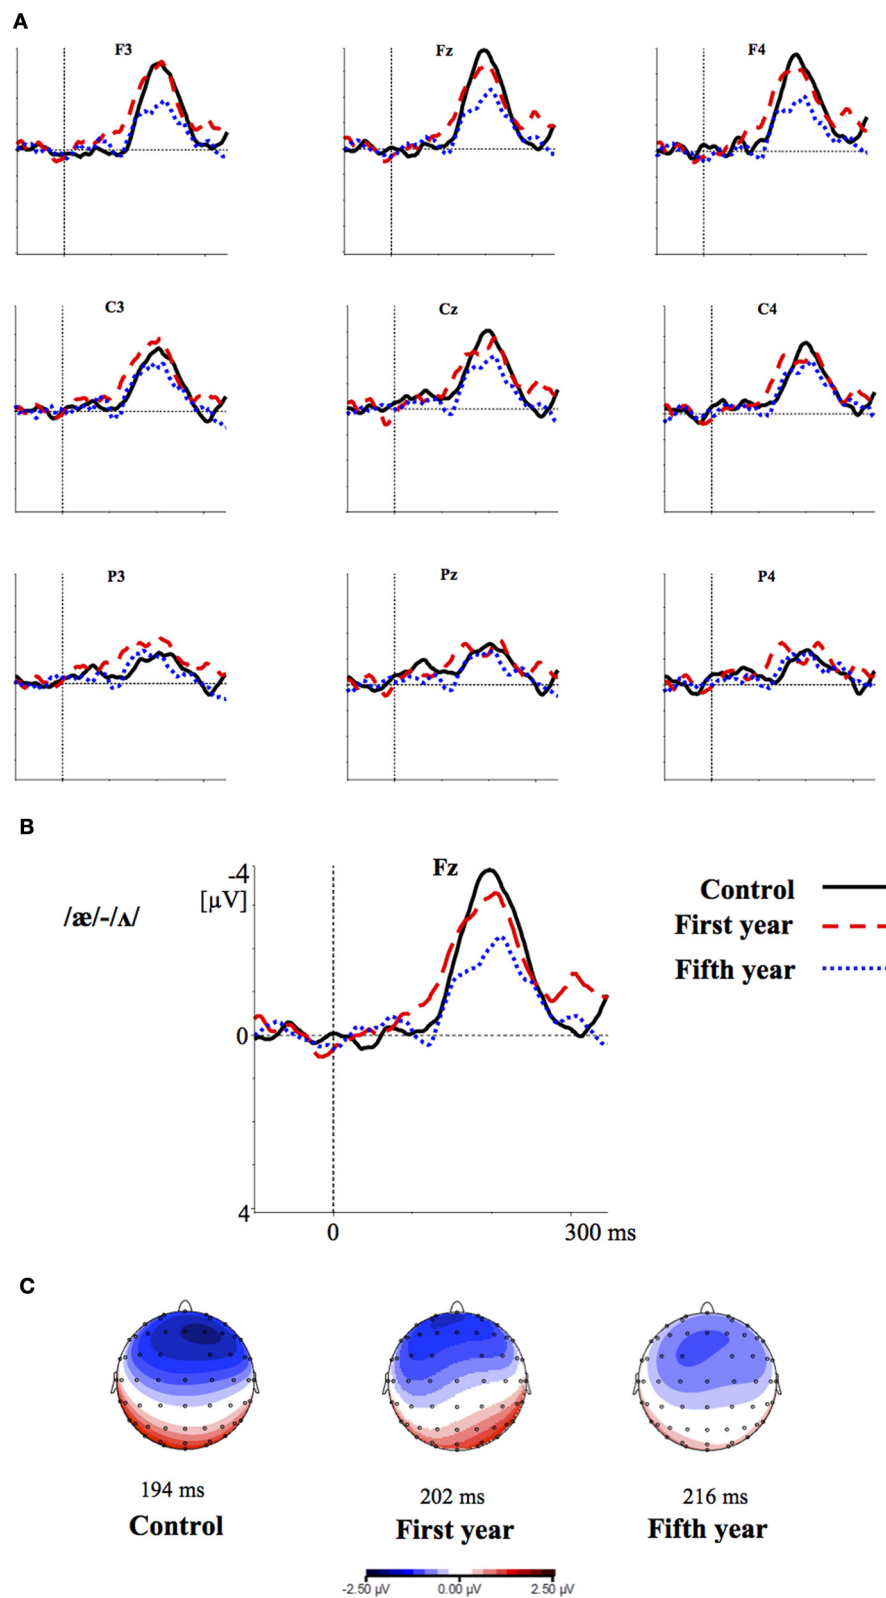 A
F3 Fz F4
C3 Cz C4
P3 Pz P4
B
/æ/-/ʌ/
-4
[μV]
Fz
0
4
0 300 ms
Control
First year
Fifth year
C
194 ms 202 ms 216 ms
Control First year Fifth year
-2.50 μV 0.00 μV 2.50 μV